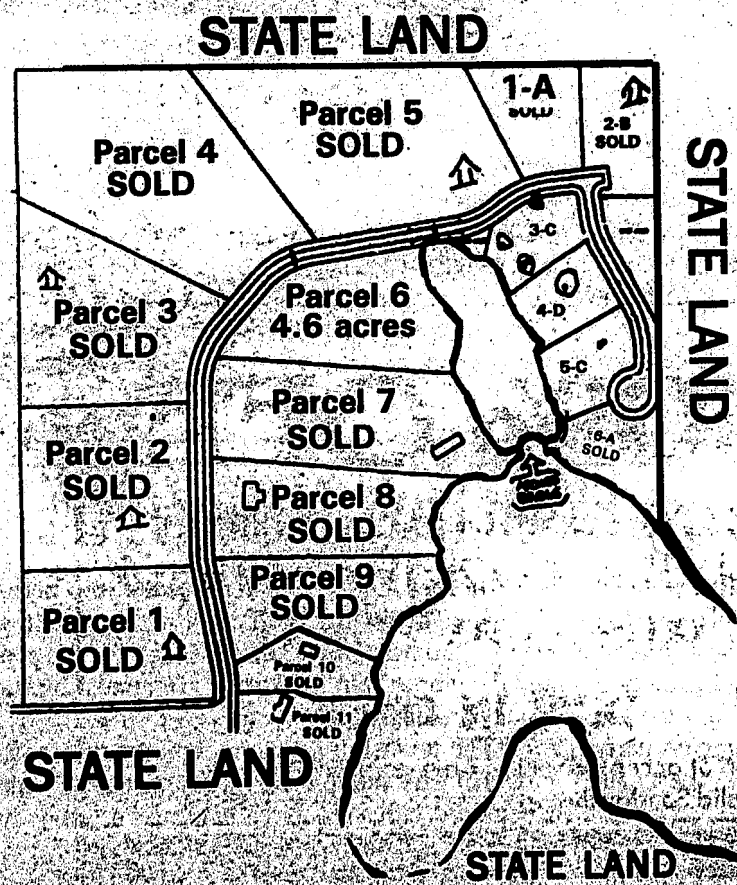 STATE LAND
1-A
SOLD
2-B
SOLD
Parcel 5
SOLD
Parcel 4
SOLD
STATE LAND
3-C
Parcel 6
4.6 acres
4-D
Parcel 3
SOLD
5-C
Parcel 7
SOLD
6-A
SOLD
Parcel 2
SOLD
Parcel 8
SOLD
Parcel 9
SOLD
Parcel 1
SOLD
Parcel 10
SOLD
Parcel 11
SOLD
STATE LAND
STATE LAND